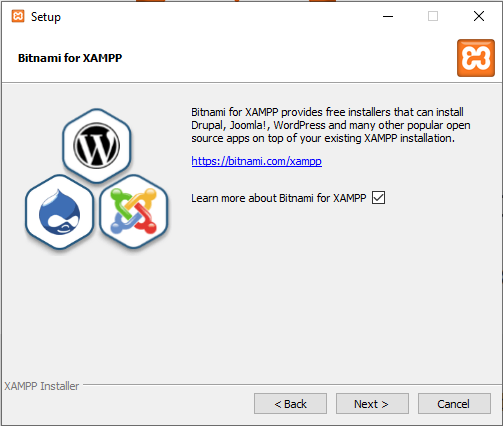 Setup
Bitnami for XAMPP
Bitnami for XAMPP provides free installers that can install
Drupal, Joomla!, WordPress and many other popular open
source apps on top of your existing XAMPP installation.
https://bitnami.com/xampp
Learn more about Bitnami for XAMPP
XAMPP Installer
< Back
Next >
Cancel